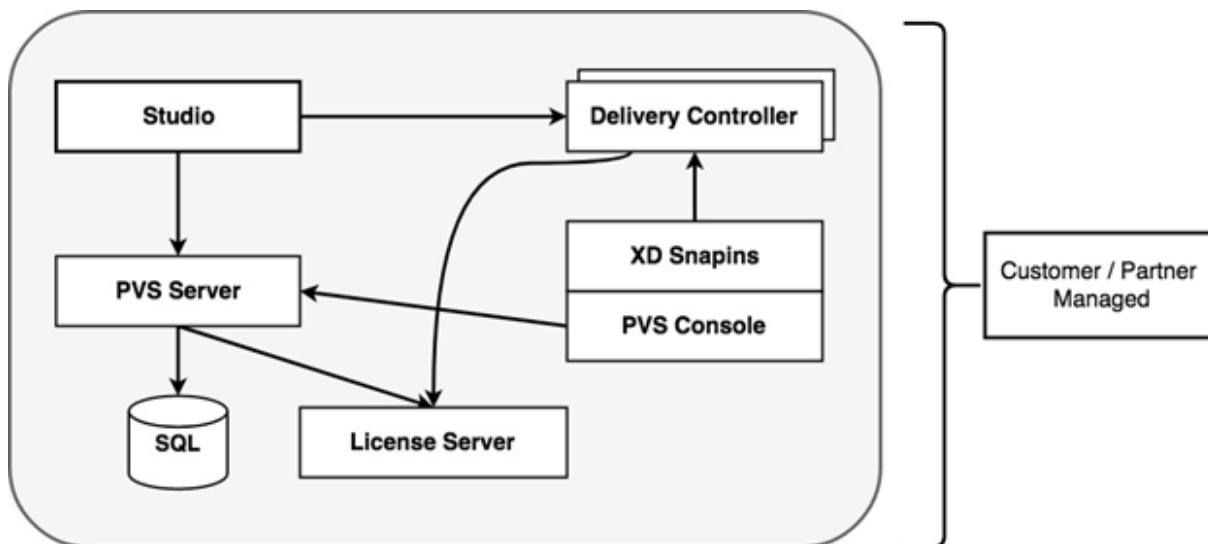 Studio
Delivery Controller
XD Snapins
PVS Server
PVS Console
Customer / Partner
Managed
SQL
License Server